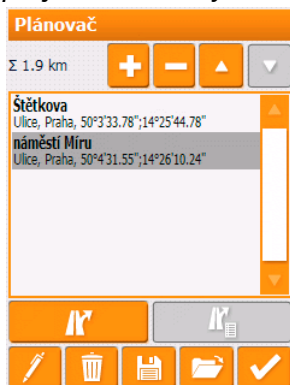 Plánovač
Σ 1.9 km
Štětkova
Ulice, Praha, 50°3'33.78";14°25'44.78"
náměstí Míru
Ulice, Praha, 50°4'31.55";14°26'10.24"